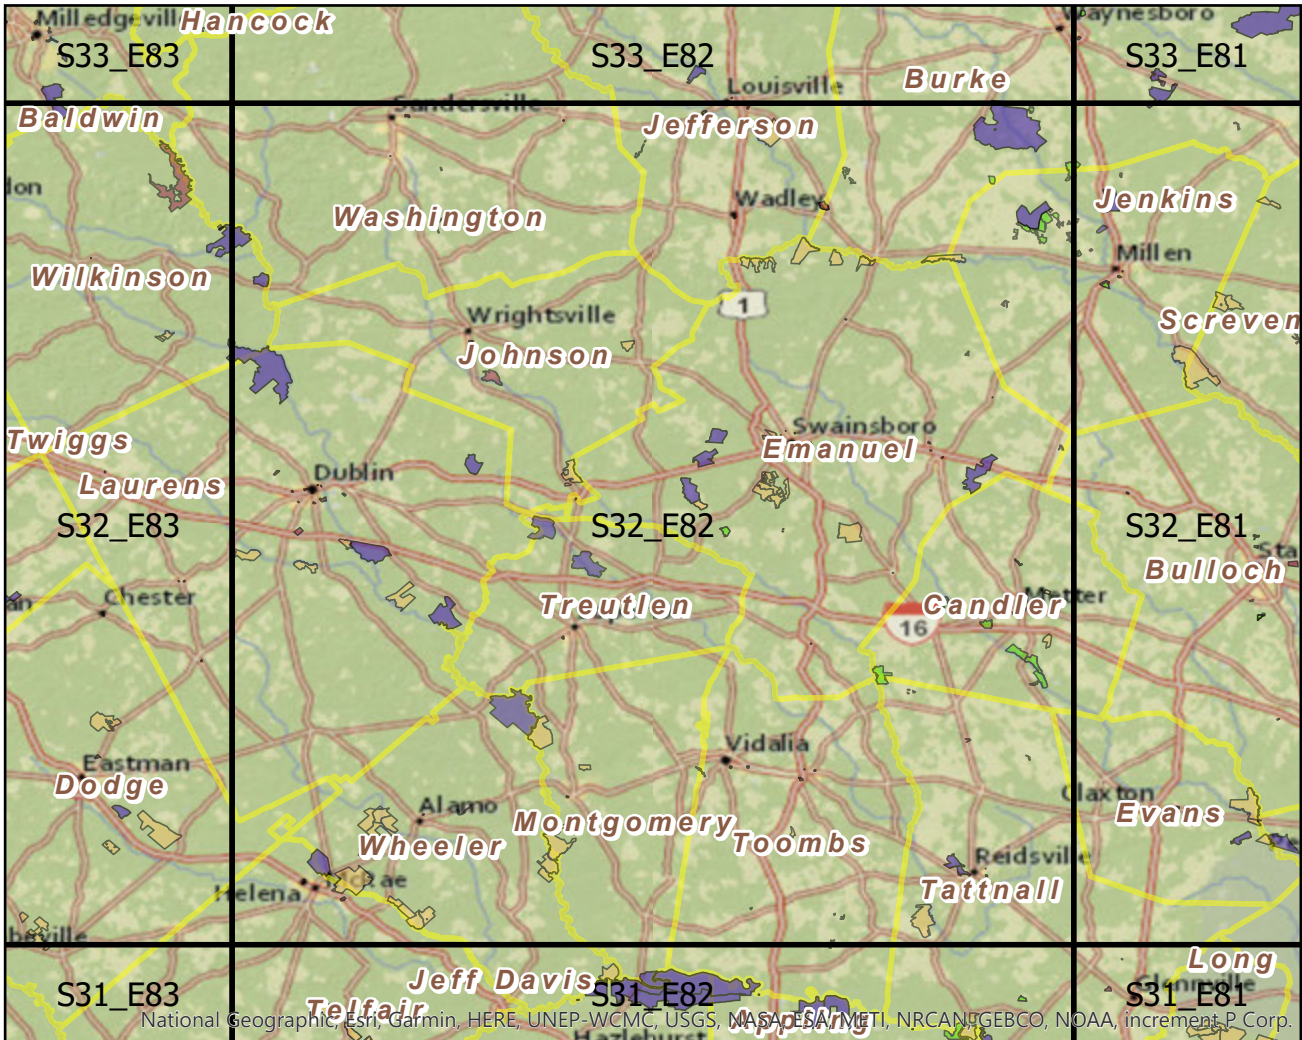 Milledgeville
Hancock
Waynesboro
S33_E83
S33_E82
S33_E81
Burke
Louisville
Sandersville
Baldwin
Jefferson
Wadley
Jenkins
Washington
Millen
Wilkinson
1
Wrightsville
Screven
Johnson
Swainsboro
Twiggs
Emanuel
Dublin
Laurens
S32_E83
S32_E82
S32_E81
Bulloch
Chester
Treutlen
Candler
Metter
16
Vidalia
Eastman
Dodge
Claxton
Alamo
Evans
Montgomery
Wheeler
Toombs
Reidsville
Helena
Tattnall
Long
Jeff Davis
S31_E83
S31_E82
S31_E81
Glennville
Telfair
Appling
National Geographic, Esri, Garmin, HERE, UNEP-WCMC, USGS, NASA, ESA, METI, NRCAN, GEBCO, NOAA, increment P Corp.
Hazlehurst